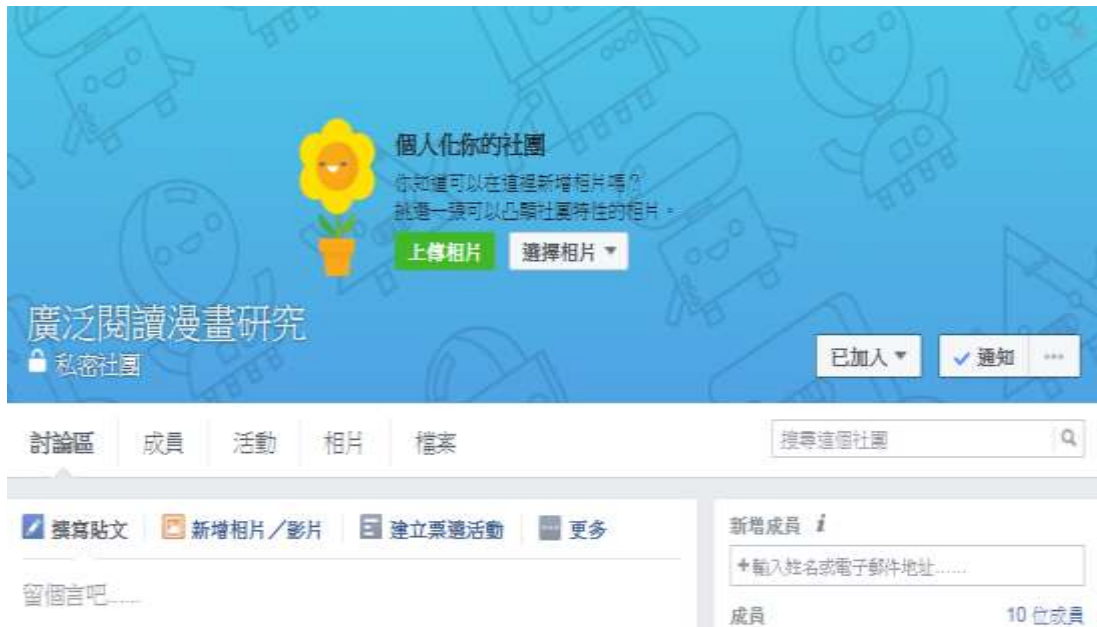 個人化你的社團
你知道可以在這裡新增相片嗎？
挑選一張可以凸顯社團特性的相片。
上傳相片 選擇相片
廣泛閱讀漫畫研究
私密社團
已加入 通知 ...
討論區 成員 活動 相片 檔案 搜尋這個社團
撰寫貼文 新增相片／影片 建立票選活動 更多
新增成員 i
+輸入姓名或電子郵件地址......
留個言吧......
成員 10 位成員